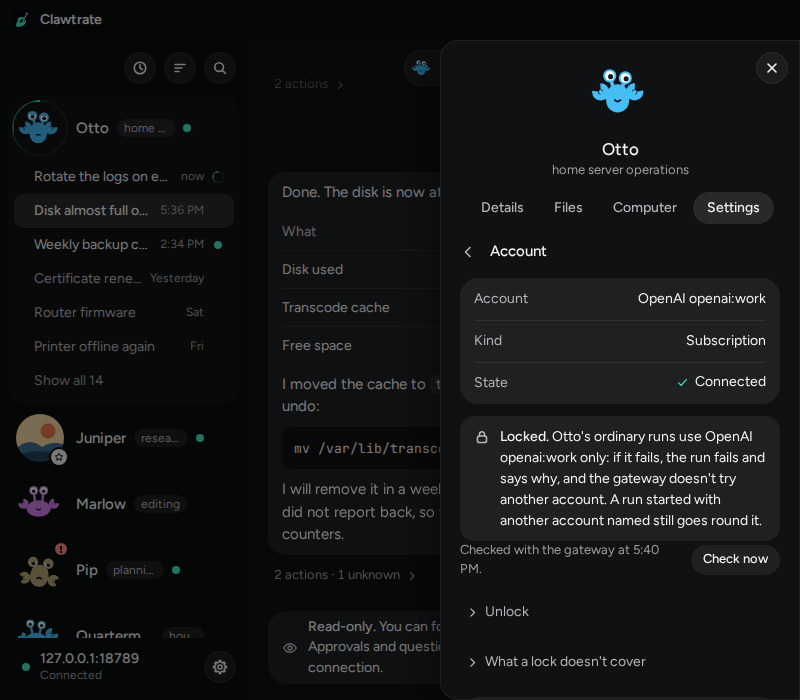 Clawtrate
Otto home ...
Rotate the logs on e... now
Disk almost full o... 5:36 PM
Weekly backup c... 2:34 PM
Certificate rene... Yesterday
Router firmware Sat
Printer offline again Fri
Show all 14
Juniper resea...
Marlow editing
Pip planni...
Quarterm hou
127.0.0.1:18789
Connected
2 actions
Done. The disk is now at
What
Disk used
Transcode cache
Free space
I moved the cache to
undo:
mv /var/lib/transc
I will remove it in a wee
did not report back, so
counters.
2 actions · 1 unknown
Read-only. You can fo
Approvals and questi
connection.
Otto
home server operations
Details Files Computer Settings
Account
Account OpenAI openai:work
Kind Subscription
State Connected
Locked. Otto's ordinary runs use OpenAI
openai:work only: if it fails, the run fails and
says why, and the gateway doesn't try
another account. A run started with
another account named still goes round it.
Checked with the gateway at 5:40
PM.
Check now
Unlock
What a lock doesn't cover